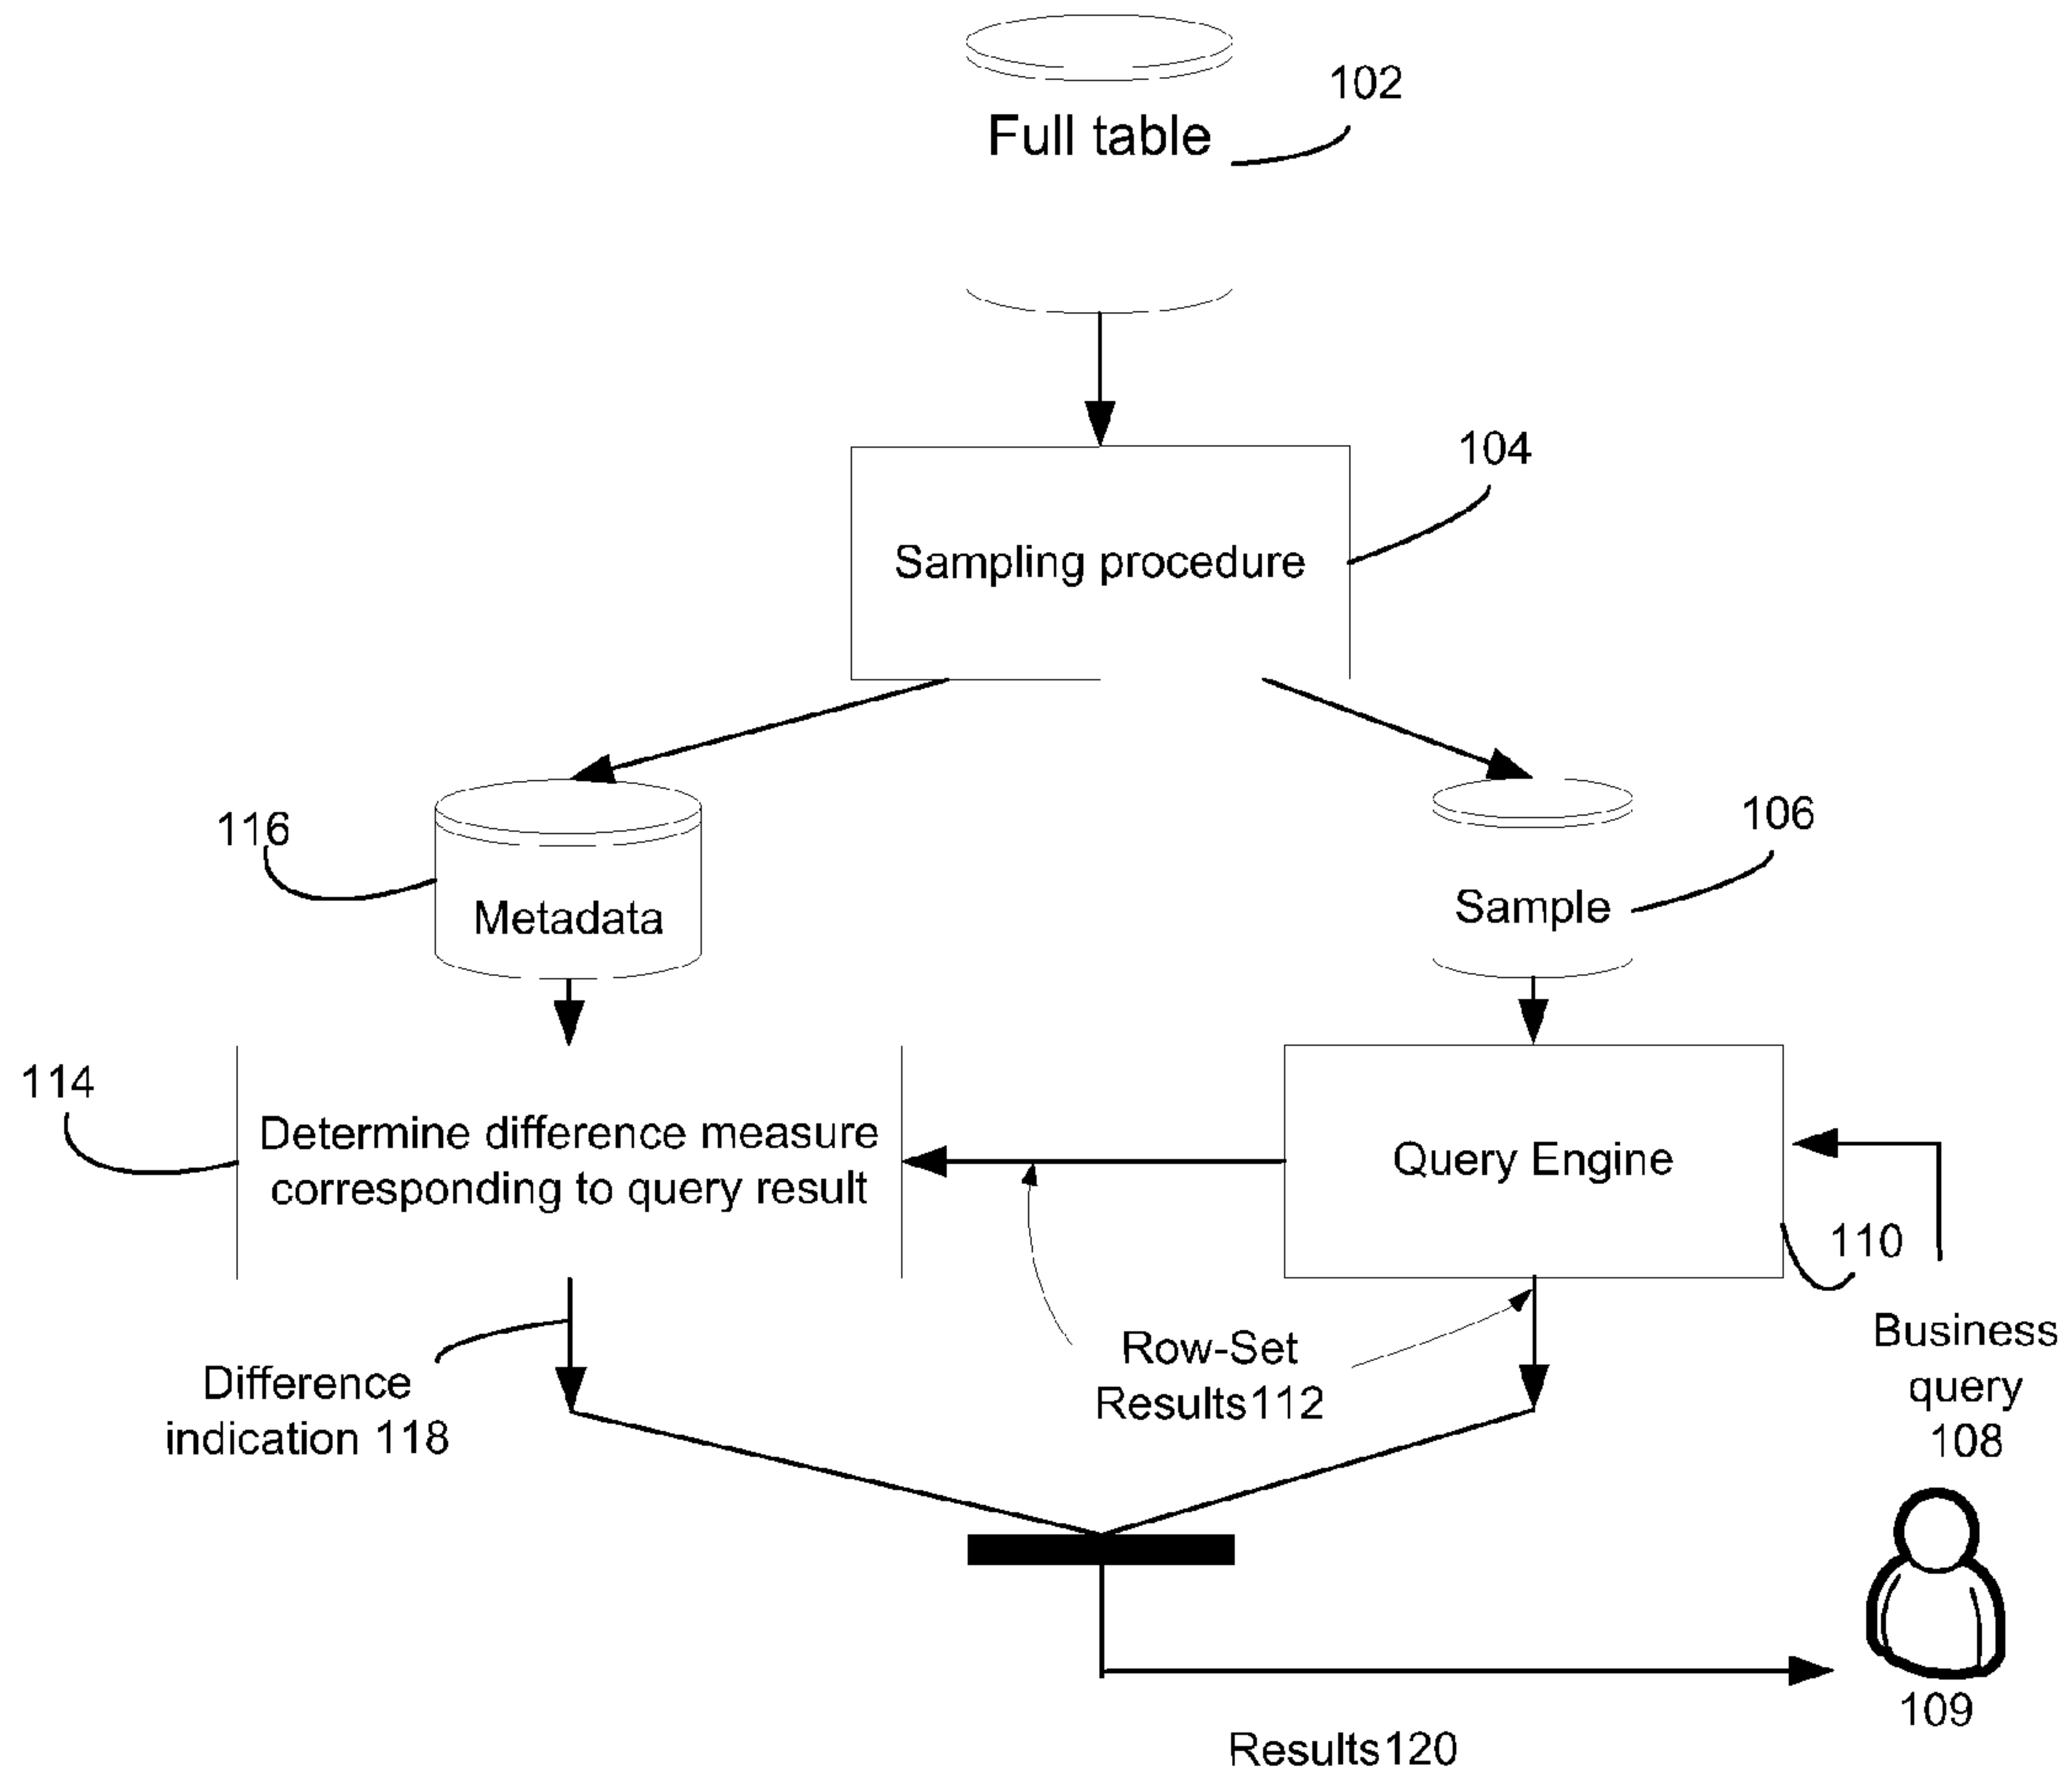 102
Full table
104
Sampling procedure
116
Metadata
106
Sample
114
Determine difference measure
corresponding to query result
Query Engine
110
Row-Set
Results112
Business
query
108
Difference
indication 118
109
Results120